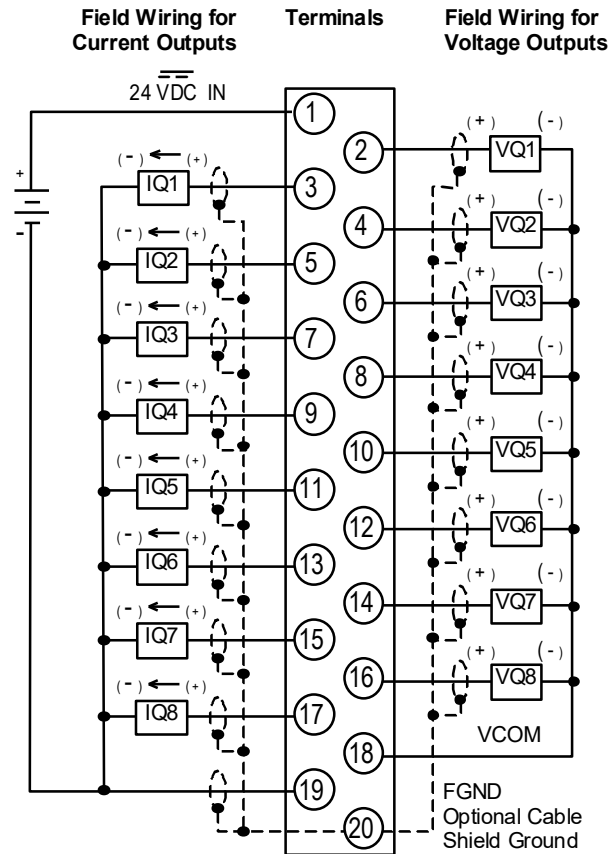 Field Wiring for
Current Outputs
Terminals
Field Wiring for
Voltage Outputs
24 VDC IN
1
2
(+) (-)
VQ1
+
-
(-) (+)
IQ1
3
4
(+) (-)
VQ2
(-) (+)
IQ2
5
6
(+) (-)
VQ3
(-) (+)
IQ3
7
8
(+) (-)
VQ4
(-) (+)
IQ4
9
10
(+) (-)
VQ5
(-) (+)
IQ5
11
12
(+) (-)
VQ6
(-) (+)
IQ6
13
14
(+) (-)
VQ7
(-) (+)
IQ7
15
16
(+) (-)
VQ8
(-) (+)
IQ8
17
18
VCOM
19
20
FGND
Optional Cable
Shield Ground